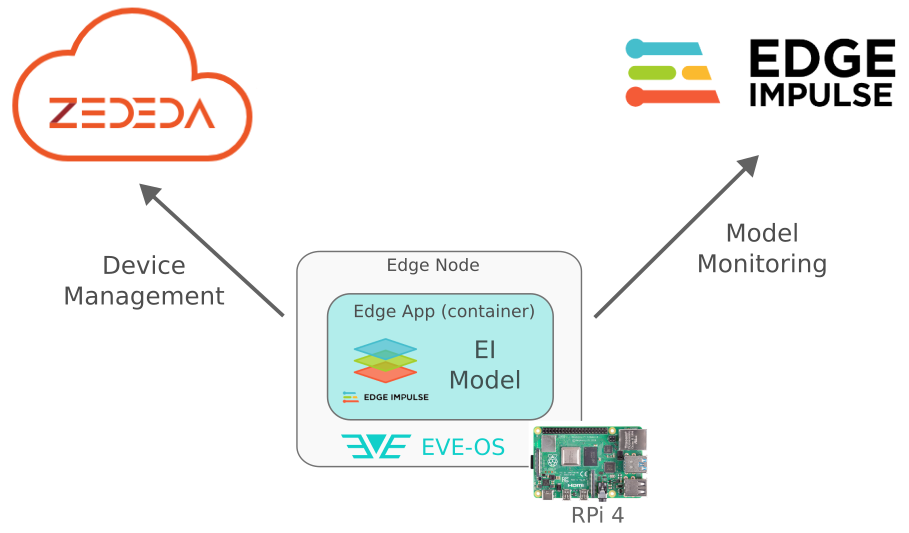 ZEDEDA
EDGE
IMPULSE
Device
Management
Model
Monitoring
Edge Node
Edge App (container)
EI
Model
EDGE IMPULSE
EVE-OS
HDMI
RPi 4